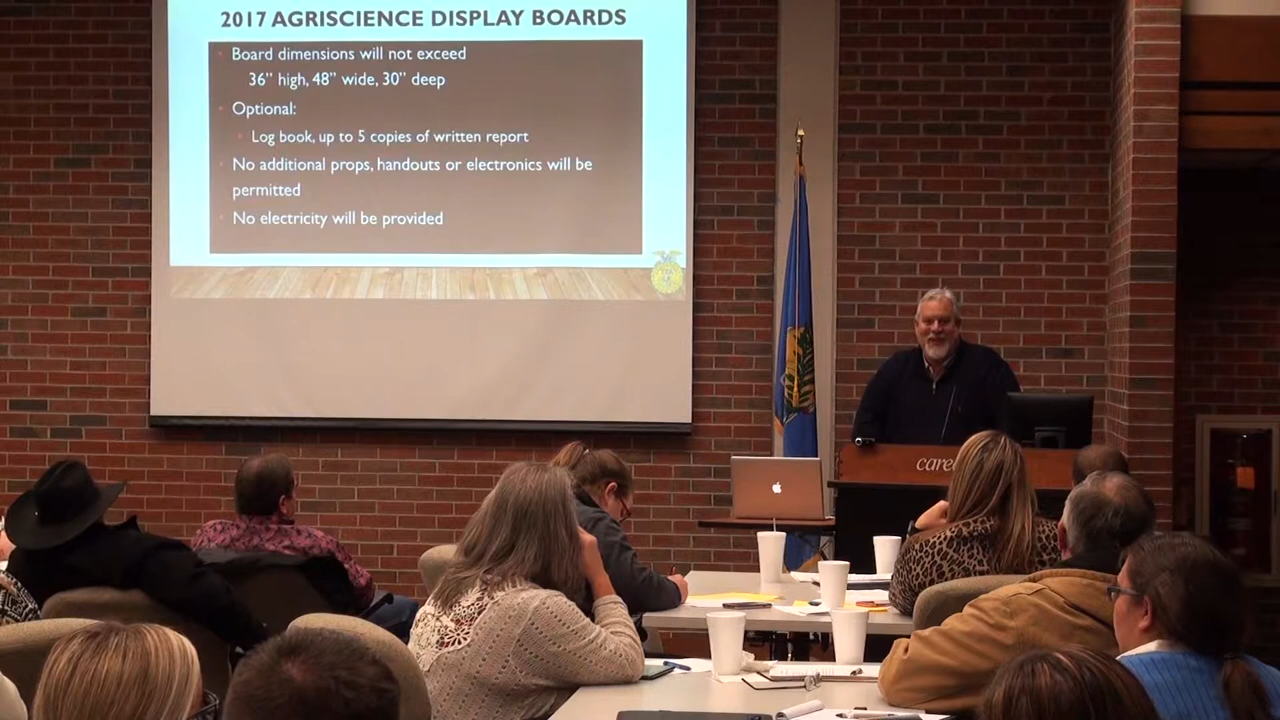 2017 AGRISCIENCE DISPLAY BOARDS
Board dimensions will not exceed
36" high, 48" wide, 30" deep
Optional:
Log book, up to 5 copies of written report
No additional props, handouts or electronics will be
permitted
No electricity will be provided